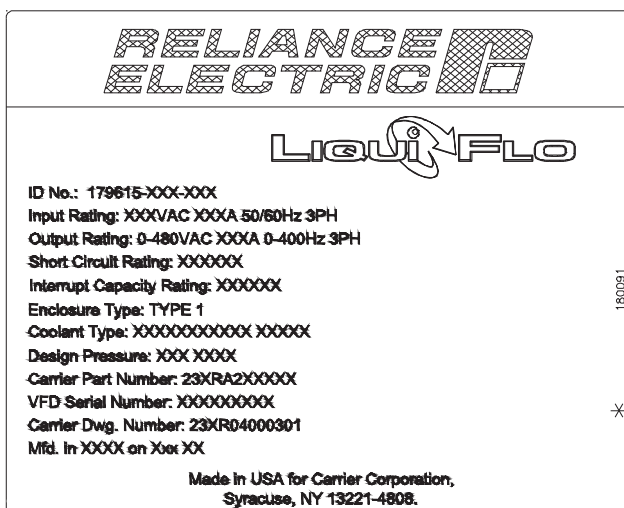 RELIANCE
ELECTRIC
LIQUIFLO
ID No.: 179615-XXX-XXX
Input Rating: XXXVAC XXXA 50/60Hz 3PH
Output Rating: 0-480VAC XXXA 0-400Hz 3PH
Short Circuit Rating: XXXXXX
Interrupt Capacity Rating: XXXXXX
Enclosure Type: TYPE 1
Coolant Type: XXXXXXXXXXX XXXXX
Design Pressure: XXX XXXX
Carrier Part Number: 23XRA2XXXXX
VFD Serial Number: XXXXXXXXX
Carrier Dwg. Number: 23XR04000301
Mfd. in XXXX on Xxx XX
Made in USA for Carrier Corporation,
Syracuse, NY 13221-4808.
180091